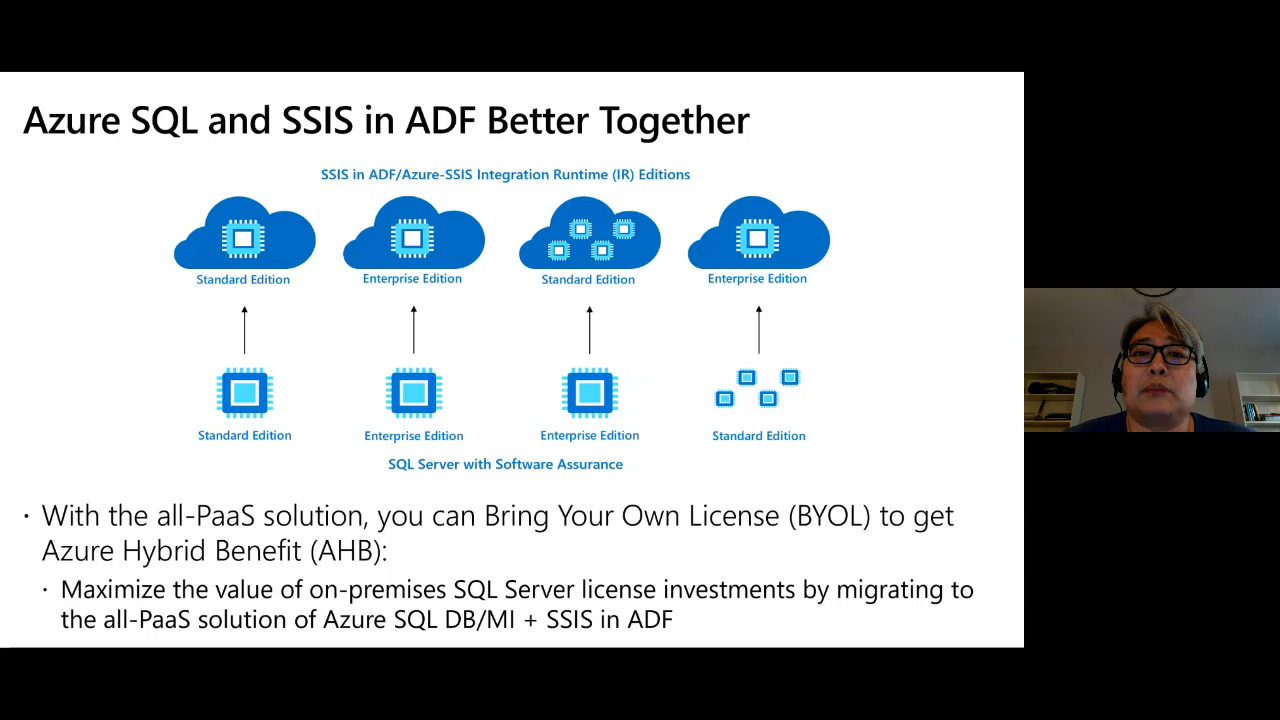 Azure SQL and SSIS in ADF Better Together
SSIS in ADF/Azure-SSIS Integration Runtime (IR) Editions
Standard Edition
Enterprise Edition
Standard Edition
Enterprise Edition
Standard Edition
Enterprise Edition
Enterprise Edition
Standard Edition
SQL Server with Software Assurance
· With the all-PaaS solution, you can Bring Your Own License (BYOL) to get
Azure Hybrid Benefit (AHB):
· Maximize the value of on-premises SQL Server license investments by migrating to
the all-PaaS solution of Azure SQL DB/MI + SSIS in ADF